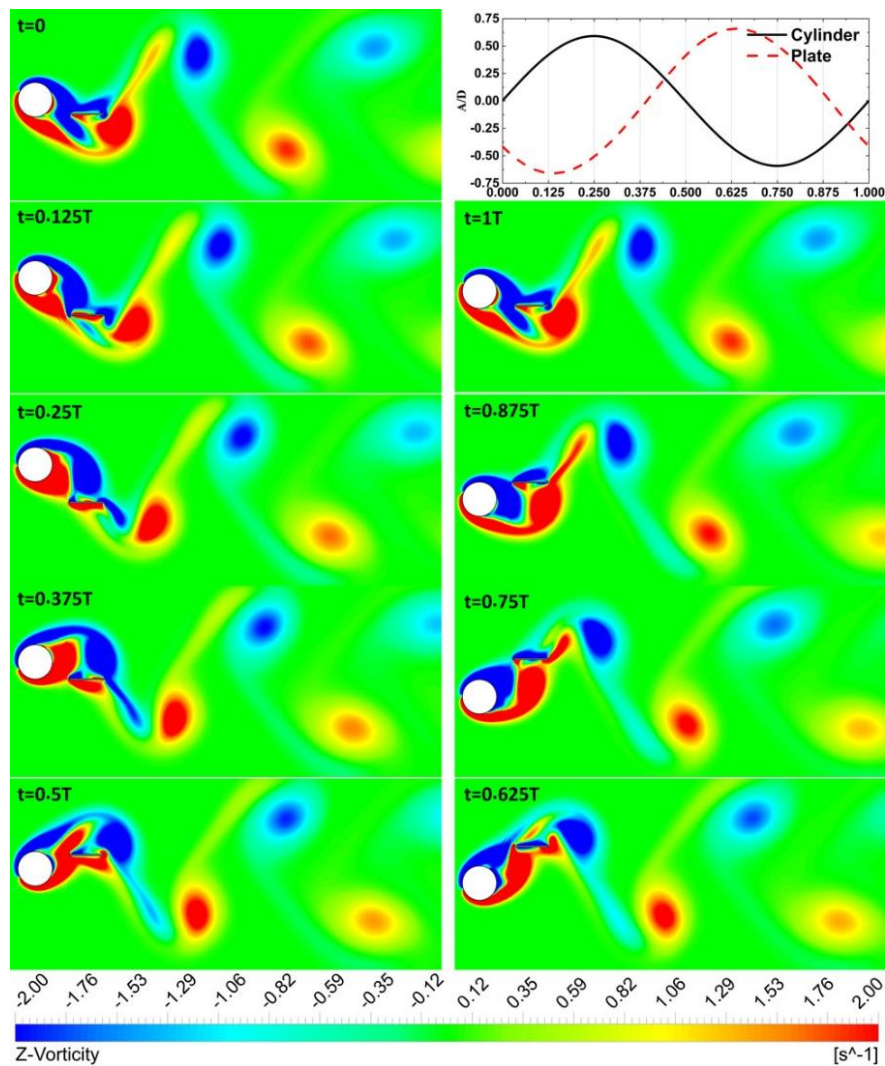 t=0
0.75
0.50
0.25
0.00
-0.25
-0.50
-0.75
A/D
Cylinder
Plate
0.000 0.125 0.250 0.375 0.500 0.625 0.750 0.875 1.000
t=0.125T
t=1T
t=0.25T
t=0.875T
t=0.375T
t=0.75T
t=0.5T
t=0.625T
-2.00 -1.76 -1.53 -1.29 -1.06 -0.82 -0.59 -0.35 -0.12 0.12 0.35 0.59 0.82 1.06 1.29 1.53 1.76 2.00
Z-Vorticity [s^-1]